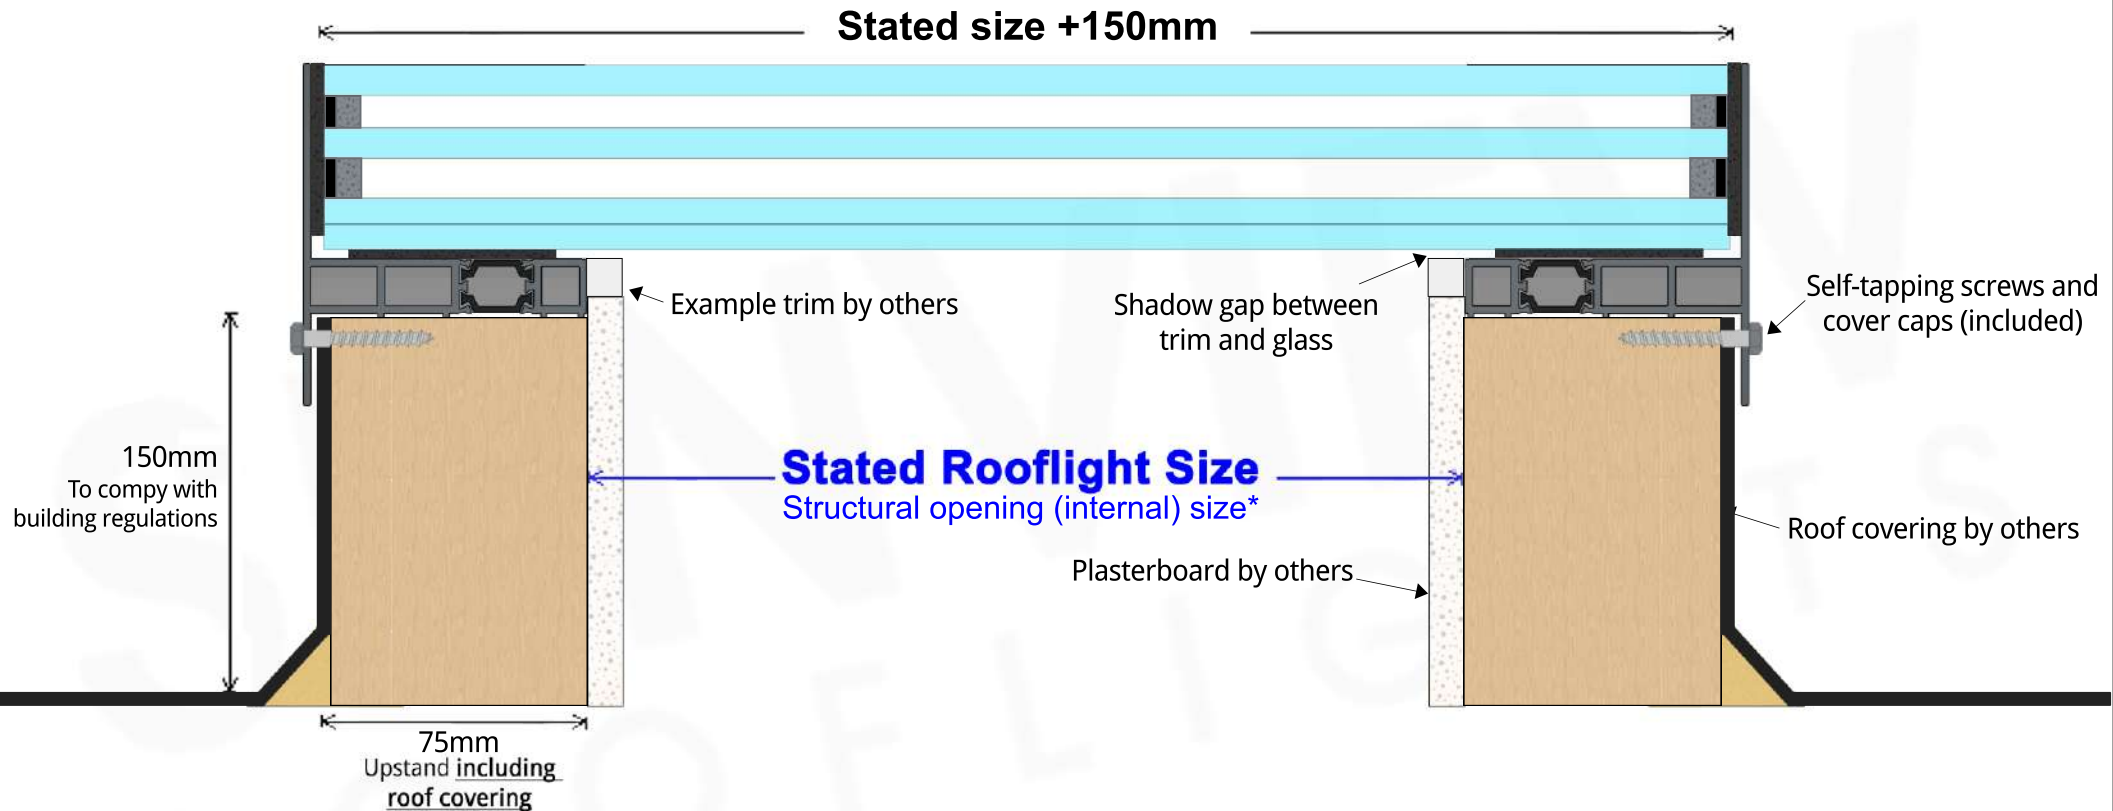 Stated size +150mm
Example trim by others
Shadow gap between
trim and glass
Self-tapping screws and
cover caps (included)
150mm
To compy with
building regulations
Stated Rooflight Size
Structural opening (internal) size*
Roof covering by others
Plasterboard by others
75mm
Upstand including
roof covering
SUNVIEW
ROOFLIGHTS